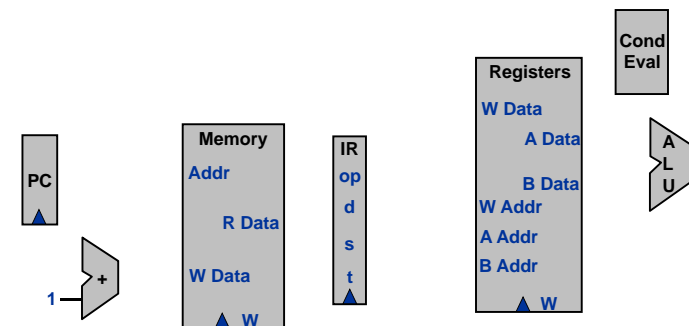 PC
1
+
Memory
Addr
R Data
W Data
W
IR
op
d
s
t
Registers
W Data
A Data
B Data
W Addr
A Addr
B Addr
W
Cond
Eval
A
L
U